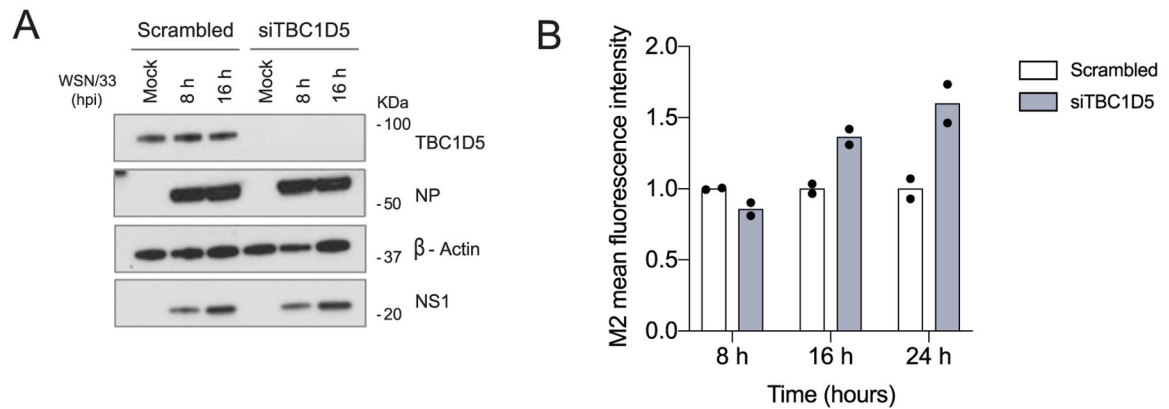 A
Scrambled siTBC1D5
WSN/33
(hpi)
Mock 8 h 16 h Mock 8 h 16 h
KDa
- 100
TBC1D5
NP
- 50
- 37 β - Actin
NS1
- 20
B
M2 mean fluorescence intensity
2.0
1.5
1.0
0.5
0.0
8 h 16 h 24 h
Time (hours)
Scrambled
siTBC1D5